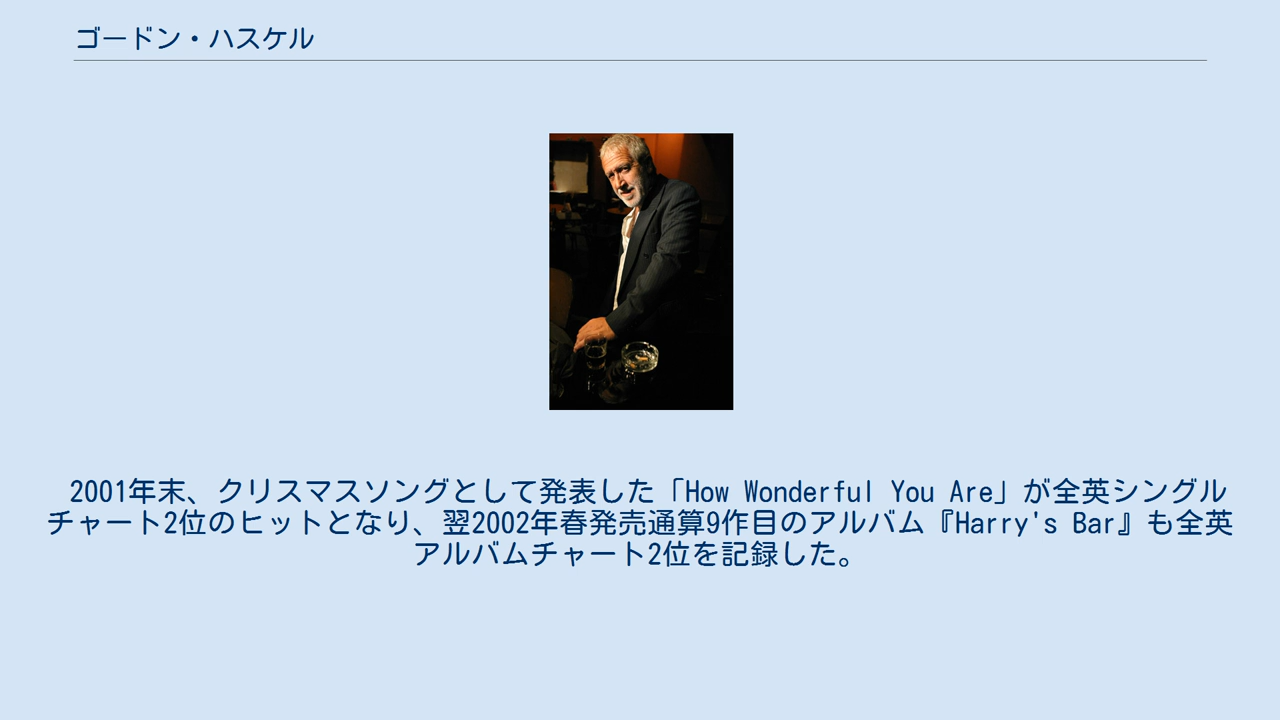 ゴードン・ハスケル
2001年末、クリスマスソングとして発表した「How Wonderful You Are」が全英シングル
チャート2位のヒットとなり、翌2002年春発売通算9作目のアルバム『Harry's Bar』も全英
アルバムチャート2位を記録した。